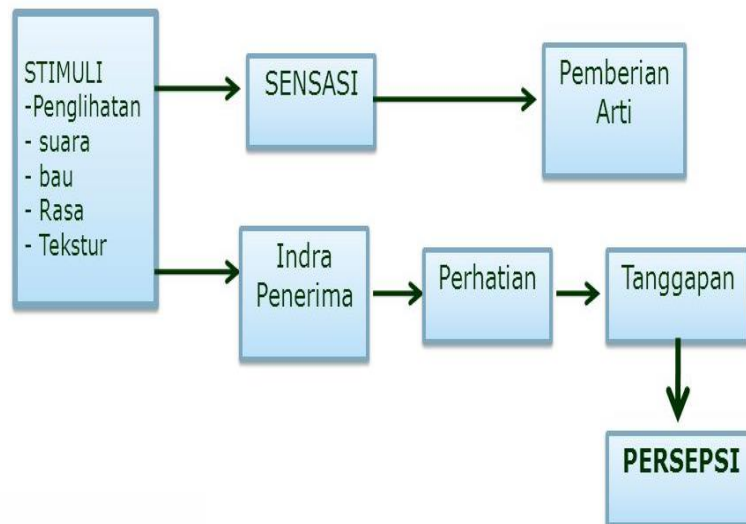 STIMULI
-Penglihatan
- suara
- bau
- Rasa
- Tekstur
SENSASI
Pemberian
Arti
Indra
Penerima
Perhatian
Tanggapan
PERSEPSI